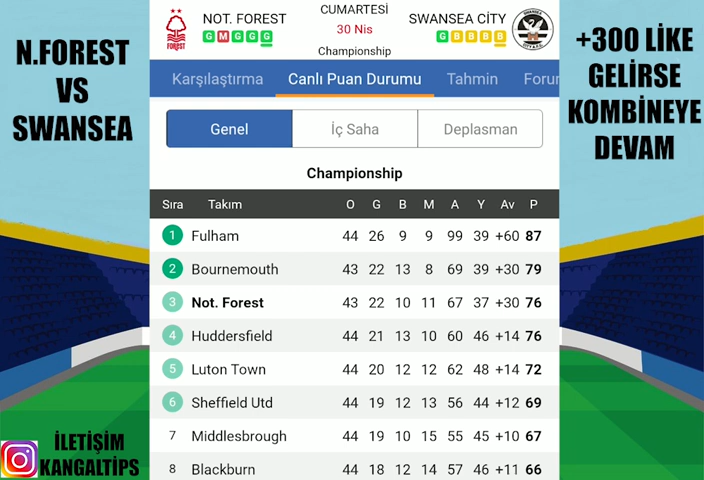 N.FOREST
VS
SWANSEA
NOT. FOREST
G M G G G
CUMARTESİ
30 Nis
Championship
SWANSEA CITY
G B B B B
+300 LİKE
GELİRSE
KOMBİNEYE
DEVAM
Karşılaştırma Canlı Puan Durumu Tahmin Forum
Genel İç Saha Deplasman
Championship
Sıra Takım O G B M A Y Av P
1 Fulham 44 26 9 9 99 39 +60 87
2 Bournemouth 43 22 13 8 69 39 +30 79
3 Not. Forest 43 22 10 11 67 37 +30 76
4 Huddersfield 44 21 13 10 60 46 +14 76
5 Luton Town 44 20 12 12 62 48 +14 72
6 Sheffield Utd 44 19 12 13 56 44 +12 69
7 Middlesbrough 44 19 10 15 55 45 +10 67
8 Blackburn 44 18 12 14 57 46 +11 66
İLETİŞİM
KANGALTİPS